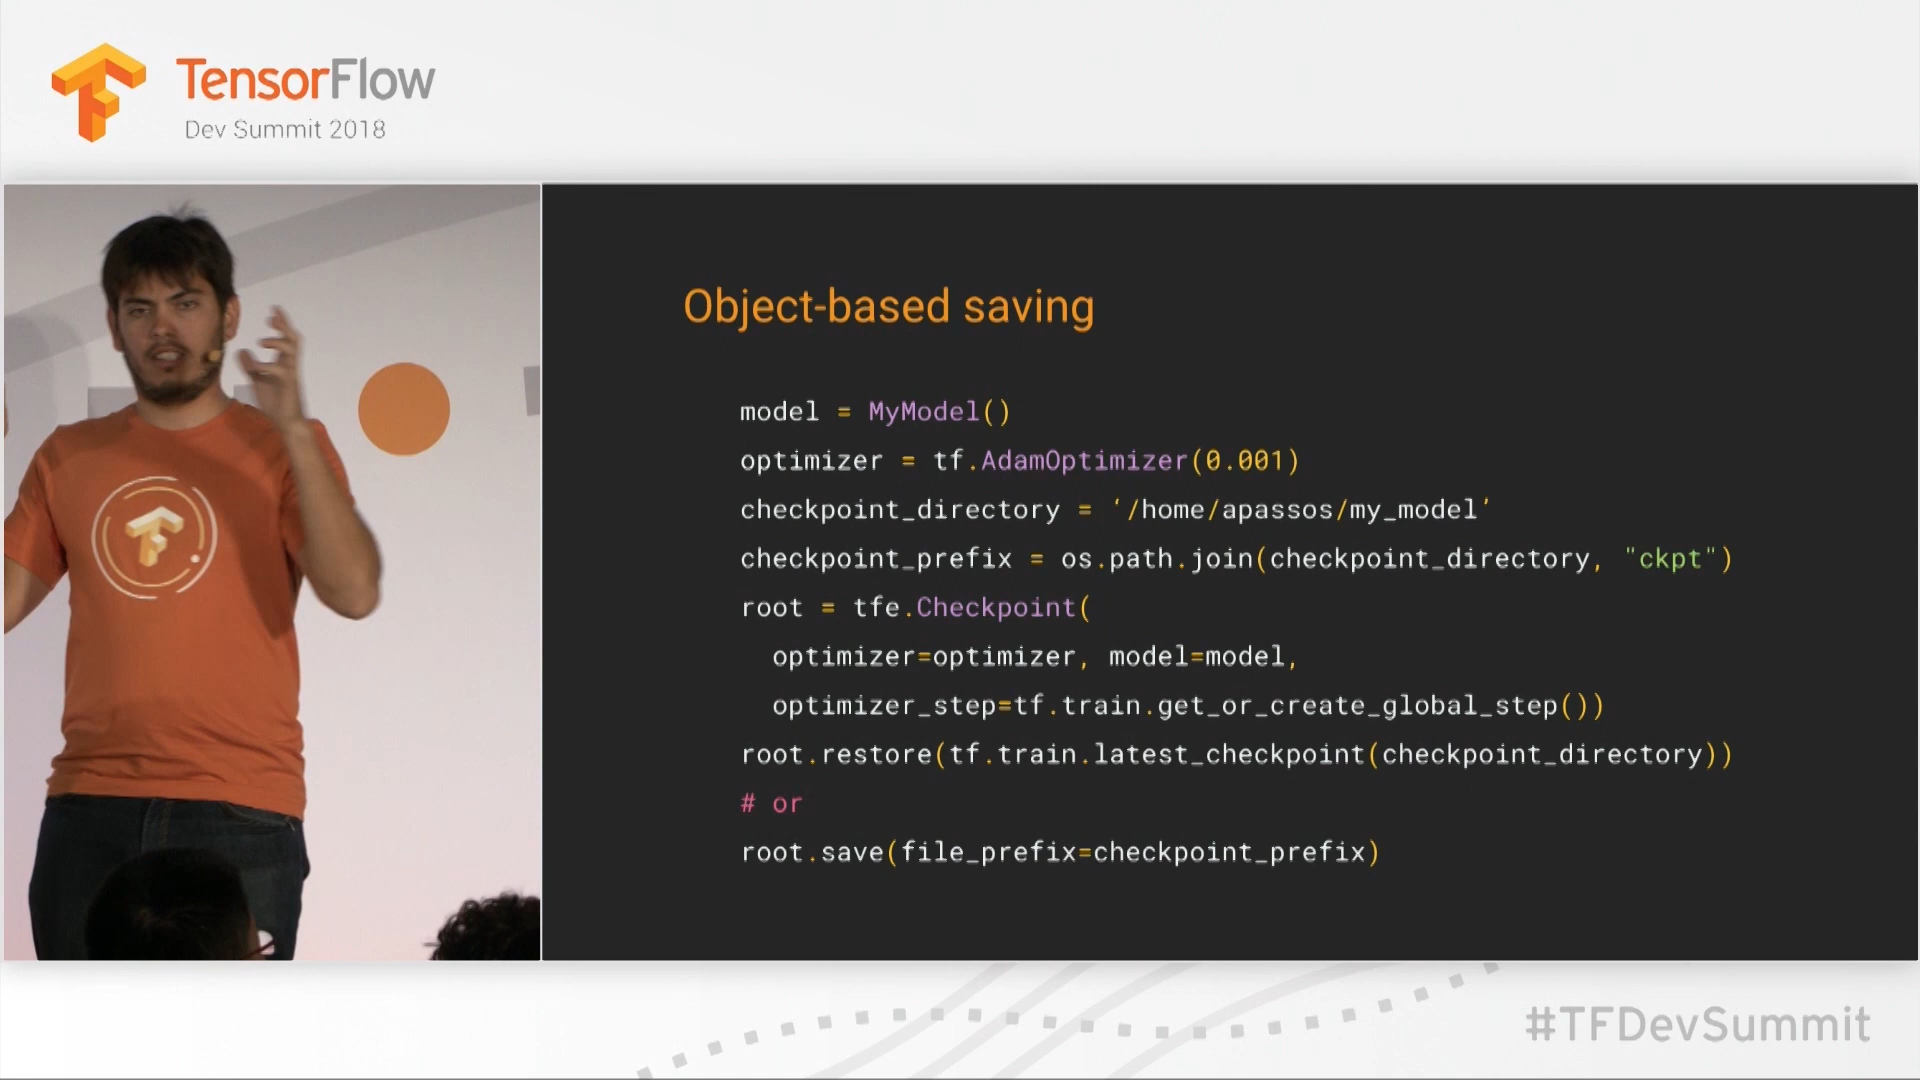 TensorFlow
Dev Summit 2018
Object-based saving
model = MyModel()
optimizer = tf.AdamOptimizer(0.001)
checkpoint_directory = ‘/home/apassos/my_model’
checkpoint_prefix = os.path.join(checkpoint_directory, "ckpt")
root = tfe.Checkpoint(
optimizer=optimizer, model=model,
optimizer_step=tf.train.get_or_create_global_step())
root.restore(tf.train.latest_checkpoint(checkpoint_directory))
# or
root.save(file_prefix=checkpoint_prefix)
#TFDevSummit